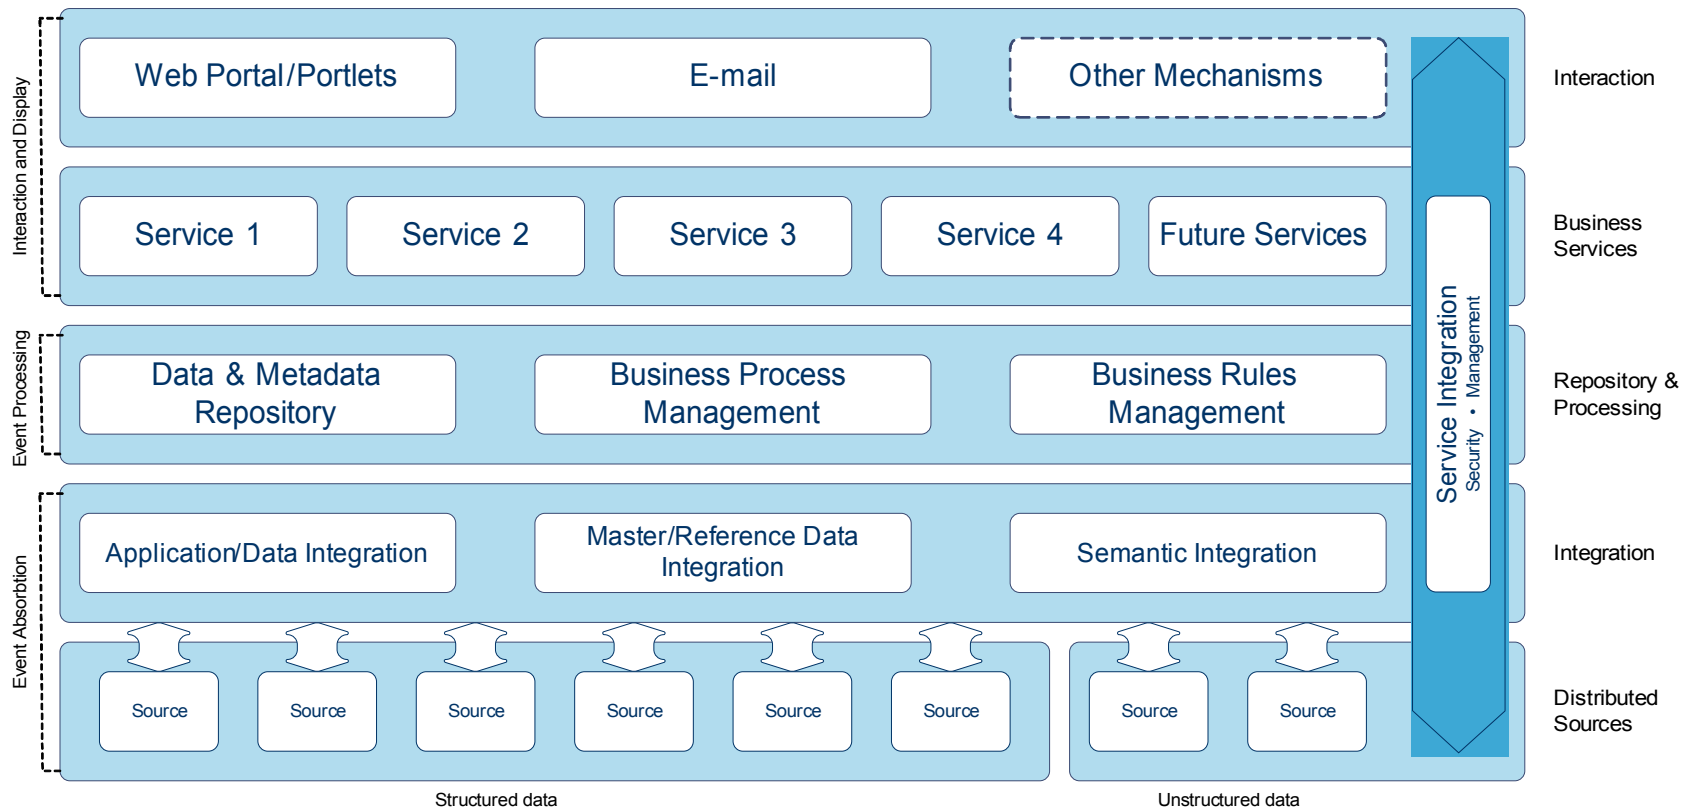 Interaction and Display
Web Portal/Portlets
E-mail
Other Mechanisms
Interaction
Service 1
Service 2
Service 3
Service 4
Future Services
Business
Services
Event Processing
Data & Metadata
Repository
Business Process
Management
Business Rules
Management
Repository &
Processing
Service Integration
Security • Management
Event Absorbtion
Application/Data Integration
Master/Reference Data
Integration
Semantic Integration
Integration
Source
Source
Source
Source
Source
Source
Source
Source
Distributed
Sources
Structured data
Unstructured data